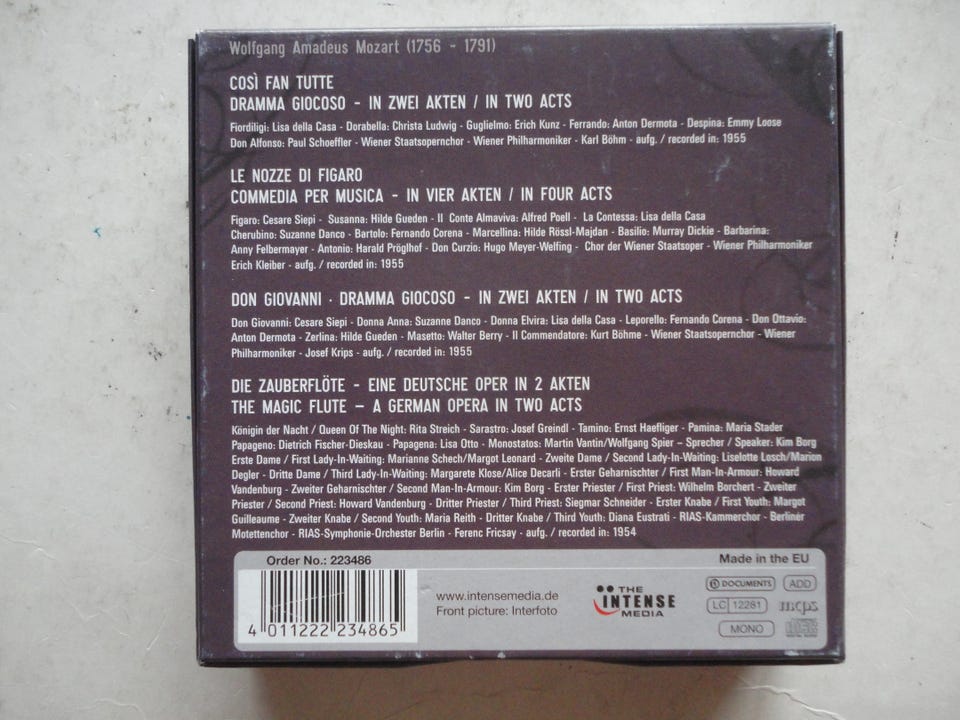 Wolfgang Amadeus Mozart (1756 - 1791)
COSÌ FAN TUTTE
DRAMMA GIOCOSO - IN ZWEI AKTEN / IN TWO ACTS
Fiordiligi: Lisa della Casa - Dorabella: Christa Ludwig - Guglielmo: Erich Kunz - Ferrando: Anton Dermota - Despina: Emmy Loose
Don Alfonso: Paul Schoeffler - Wiener Staatsopernchor - Wiener Philharmoniker - Karl Böhm - aufg. / recorded in: 1955
LE NOZZE DI FIGARO
COMMEDIA PER MUSICA - IN VIER AKTEN / IN FOUR ACTS
Figaro: Cesare Siepi - Susanna: Hilde Gueden - Il Conte Almaviva: Alfred Poell - La Contessa: Lisa della Casa
Cherubino: Suzanne Danco - Bartolo: Fernando Corena - Marcellina: Hilde Rössl-Majdan - Basilio: Murray Dickie - Barbarina:
Anny Felbermayer - Antonio: Harald Pröglhof - Don Curzio: Hugo Meyer-Welfing - Chor der Wiener Staatsoper - Wiener Philharmoniker
Erich Kleiber - aufg. / recorded in: 1955
DON GIOVANNI · DRAMMA GIOCOSO - IN ZWEI AKTEN / IN TWO ACTS
Don Giovanni: Cesare Siepi - Donna Anna: Suzanne Danco - Donna Elvira: Lisa della Casa - Leporello: Fernando Corena - Don Ottavio:
Anton Dermota - Zerlina: Hilde Gueden - Masetto: Walter Berry - Il Commendatore: Kurt Böhme - Wiener Staatsopernchor - Wiener
Philharmoniker - Josef Krips - aufg. / recorded in: 1955
DIE ZAUBERFLÖTE - EINE DEUTSCHE OPER IN 2 AKTEN
THE MAGIC FLUTE – A GERMAN OPERA IN TWO ACTS
Königin der Nacht / Queen Of The Night: Rita Streich - Sarastro: Josef Greindl - Tamino: Ernst Haefliger - Pamina: Maria Stader
Papageno: Dietrich Fischer-Dieskau - Papagena: Lisa Otto - Monostatos: Martin Vantin/Wolfgang Spier – Sprecher / Speaker: Kim Borg
Erste Dame / First Lady-In-Waiting: Marianne Schech/Margot Leonard - Zweite Dame / Second Lady-In-Waiting: Liselotte Losch/Marion
Degler - Dritte Dame / Third Lady-In-Waiting: Margarete Klose/Alice Decarli - Erster Geharnischter / First Man-In-Armour: Howard
Vandenburg - Zweiter Geharnischter / Second Man-In-Armour: Kim Borg - Erster Priester / First Priest: Wilhelm Borchert - Zweiter
Priester / Second Priest: Howard Vandenburg - Dritter Priester / Third Priest: Siegmar Schneider - Erster Knabe / First Youth: Margot
Guilleaume - Zweiter Knabe / Second Youth: Maria Reith - Dritter Knabe / Third Youth: Diana Eustrati - RIAS-Kammerchor - Berliner
Motettenchor - RIAS-Symphonie-Orchester Berlin - Ferenc Fricsay - aufg. / recorded in: 1954
Order No.: 223486
Made in the EU
4 011222 234865
www.intensemedia.de
Front picture: Interfoto
THE
INTENSE
MEDIA
DOCUMENTS
ADD
LC 12281
mcps
MONO